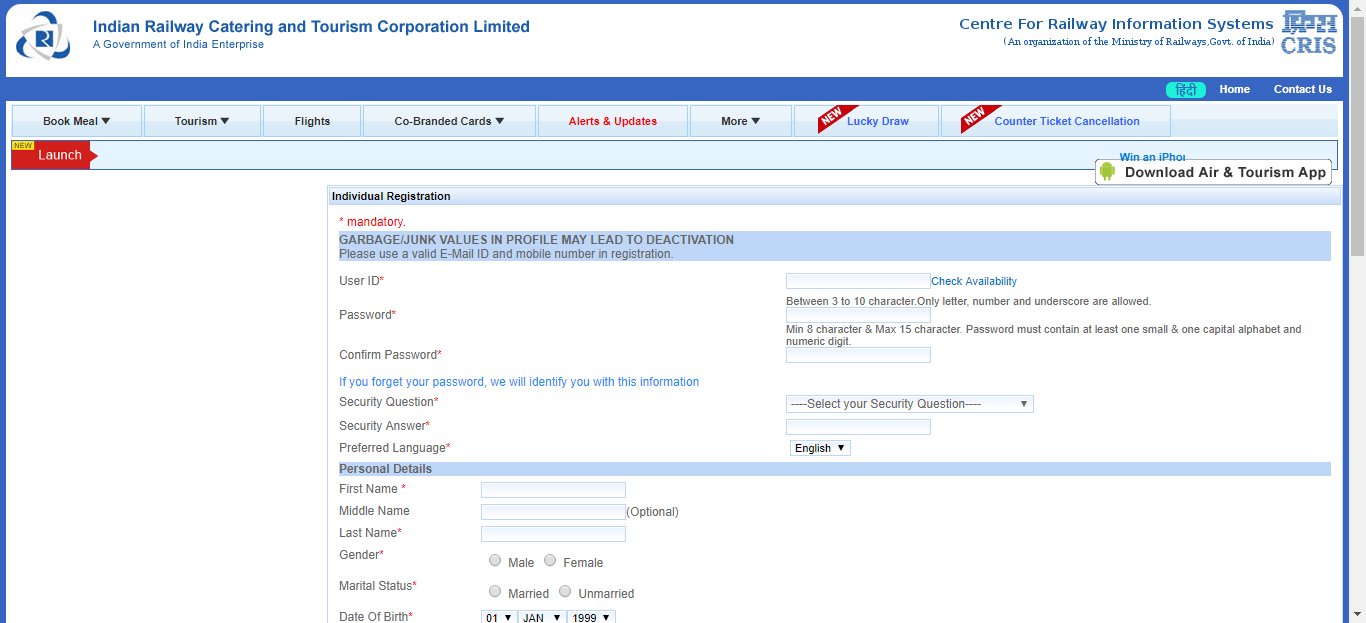 Indian Railway Catering and Tourism Corporation Limited
A Government of India Enterprise
Centre For Railway Information Systems
(An organization of the Ministry of Railways,Govt. of India)
क्रिस
CRIS
हिंदी Home Contact Us
Book Meal Tourism Flights Co-Branded Cards Alerts & Updates More NEW Lucky Draw NEW Counter Ticket Cancellation
NEW
Launch
Win an iPhor
Download Air & Tourism App
Individual Registration
* mandatory.
GARBAGE/JUNK VALUES IN PROFILE MAY LEAD TO DEACTIVATION
Please use a valid E-Mail ID and mobile number in registration.
User ID* Check Availability
Between 3 to 10 character.Only letter, number and underscore are allowed.
Password*
Min 8 character & Max 15 character. Password must contain at least one small & one capital alphabet and
numeric digit.
Confirm Password*
If you forget your password, we will identify you with this information
Security Question* ----Select your Security Question----
Security Answer*
Preferred Language* English
Personal Details
First Name *
Middle Name (Optional)
Last Name*
Gender* Male Female
Marital Status* Married Unmarried
Date Of Birth* 01 JAN 1999